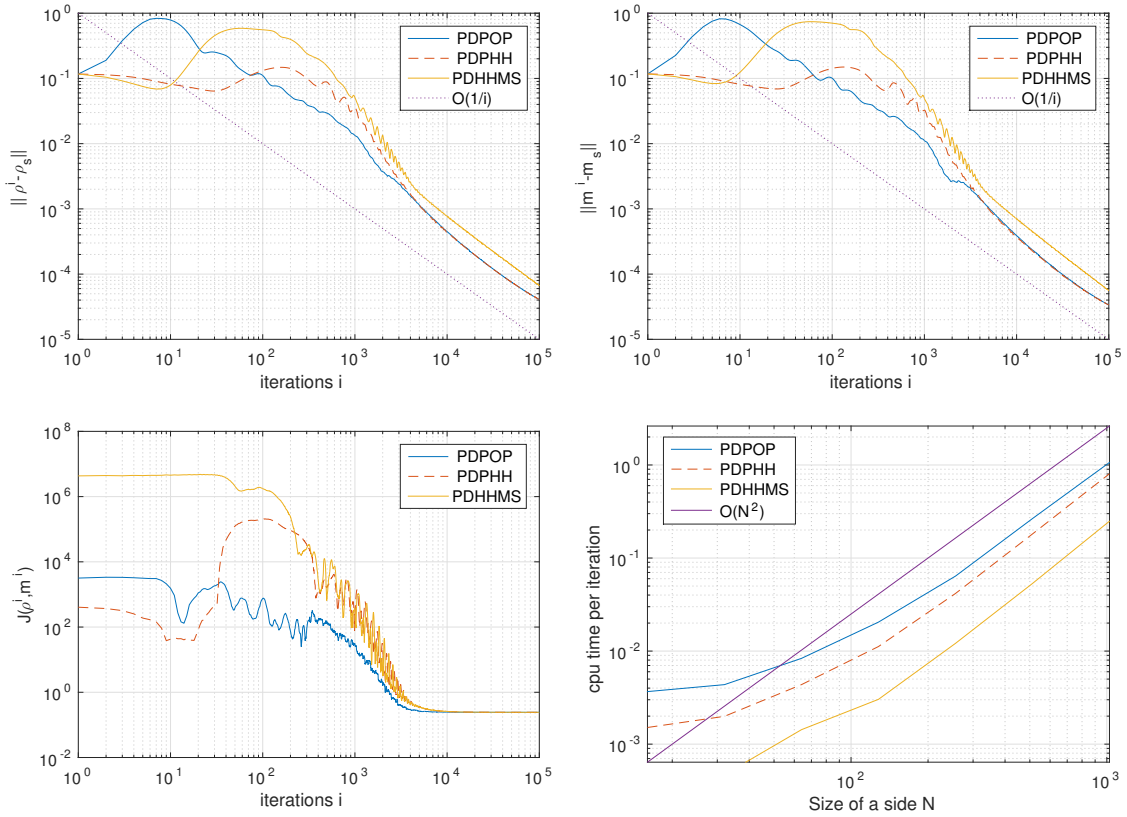 10^0
10^-1
10^-2
10^-3
10^-4
10^-5
|| ρ^i-ρ_s||
PDPOP
PDPHH
PDHHMS
O(1/i)
10^0 10^1 10^2 10^3 10^4 10^5
iterations i
10^0
10^-1
10^-2
10^-3
10^-4
10^-5
||m^i-m_s||
PDPOP
PDPHH
PDHHMS
O(1/i)
10^0 10^1 10^2 10^3 10^4 10^5
iterations i
10^8
10^6
10^4
10^2
10^0
10^-2
J(ρ^i,m^i)
PDPOP
PDPHH
PDHHMS
10^0 10^1 10^2 10^3 10^4 10^5
iterations i
10^0
10^-1
10^-2
10^-3
cpu time per iteration
PDPOP
PDPHH
PDHHMS
O(N^2)
10^2 10^3
Size of a side N